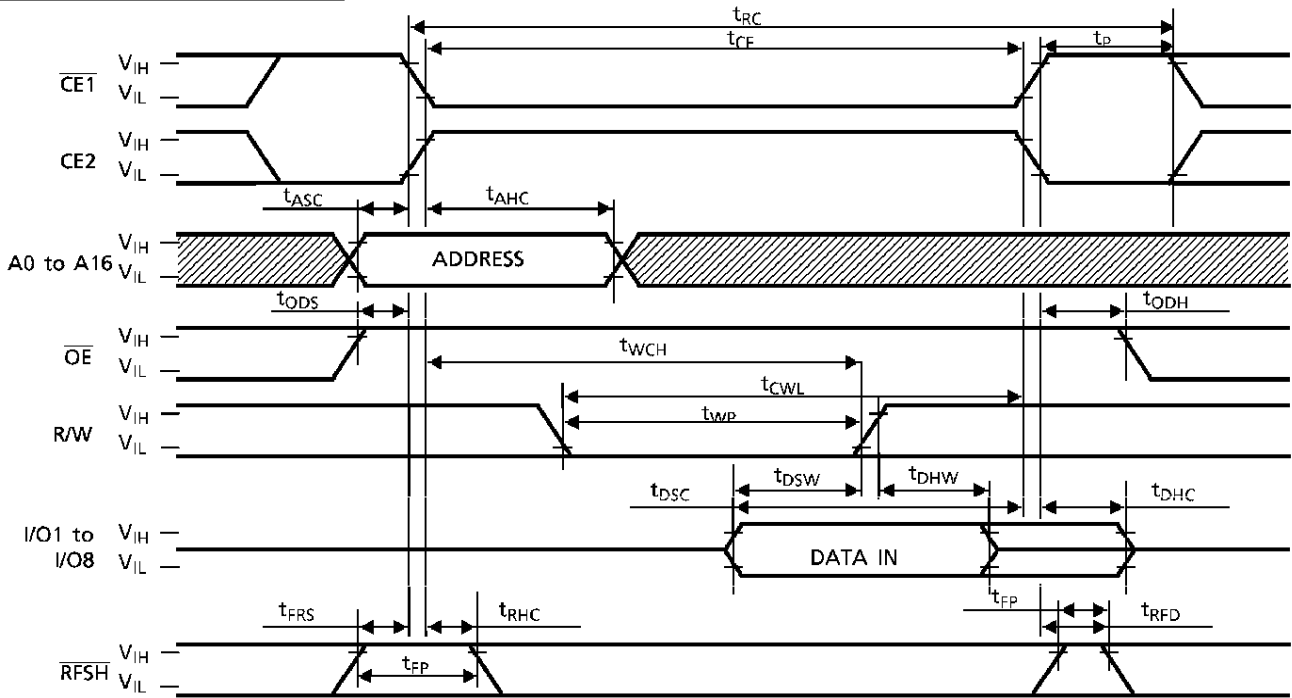 tRC
tCE
tP
CE1
VIH
VIL
CE2
VIH
VIL
tASC
tAHC
A0 to A16
VIH
VIL
ADDRESS
tODS
tODH
OE
VIH
VIL
tWCH
tCWL
R/W
VIH
VIL
tWP
tDSW
tDHW
tDSC
tDHC
I/O1 to
I/O8
VIH
VIL
DATA IN
tFP
tFRS
tRHC
tRFD
RFSH
VIH
VIL
tFP